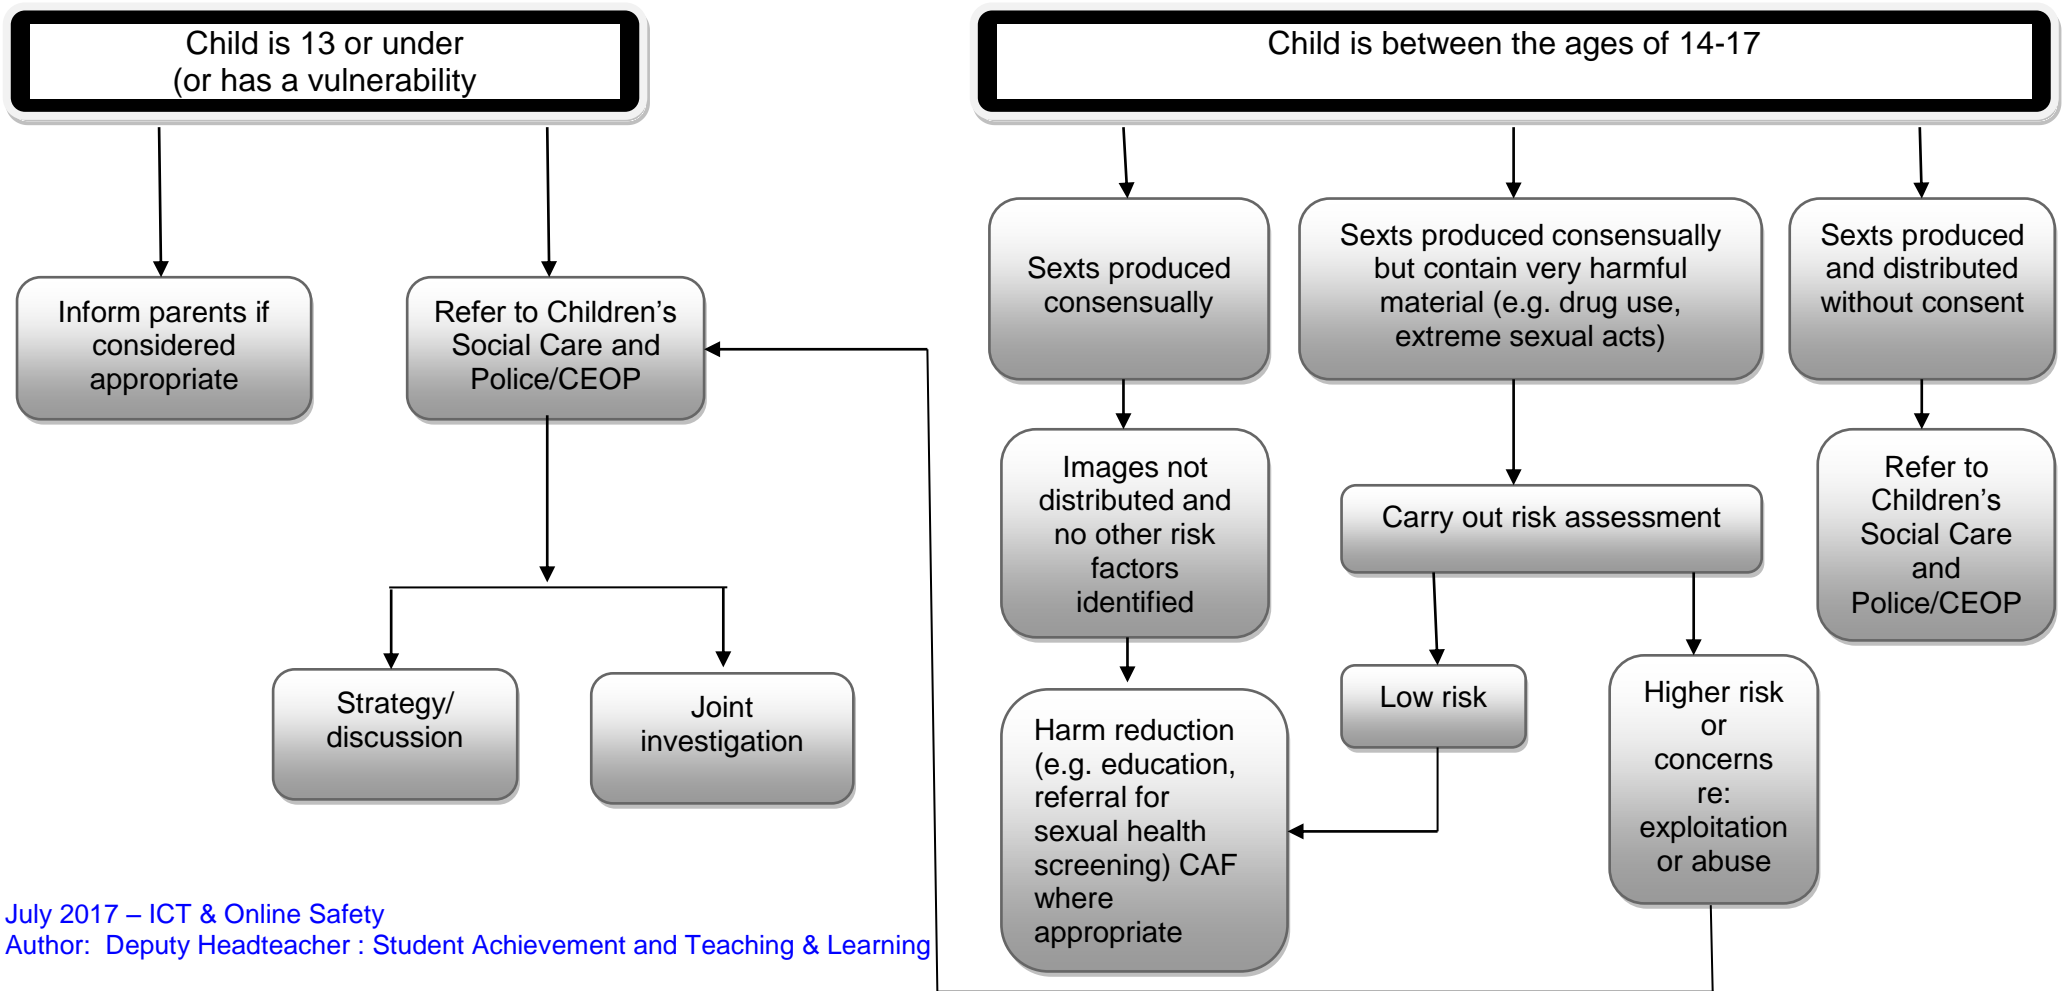 Child is 13 or under
(or has a vulnerability
Child is between the ages of 14-17
Inform parents if
considered
appropriate
Refer to Children’s
Social Care and
Police/CEOP
Strategy/
discussion
Joint
investigation
Sexts produced
consensually
Sexts produced consensually
but contain very harmful
material (e.g. drug use,
extreme sexual acts)
Sexts produced
and distributed
without consent
Images not
distributed and
no other risk
factors
identified
Carry out risk assessment
Refer to
Children’s
Social Care
and
Police/CEOP
Harm reduction
(e.g. education,
referral for
sexual health
screening) CAF
where
appropriate
Low risk
Higher risk
or
concerns
re:
exploitation
or abuse
July 2017 – ICT & Online Safety
Author:  Deputy Headteacher : Student Achievement and Teaching & Learning